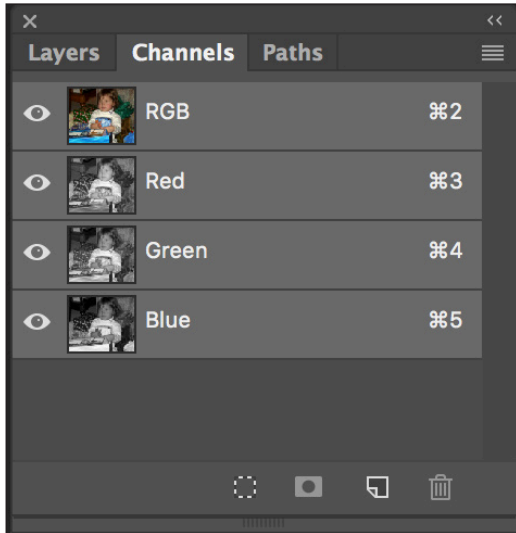 Layers Channels Paths
RGB ⌘2
Red ⌘3
Green ⌘4
Blue ⌘5